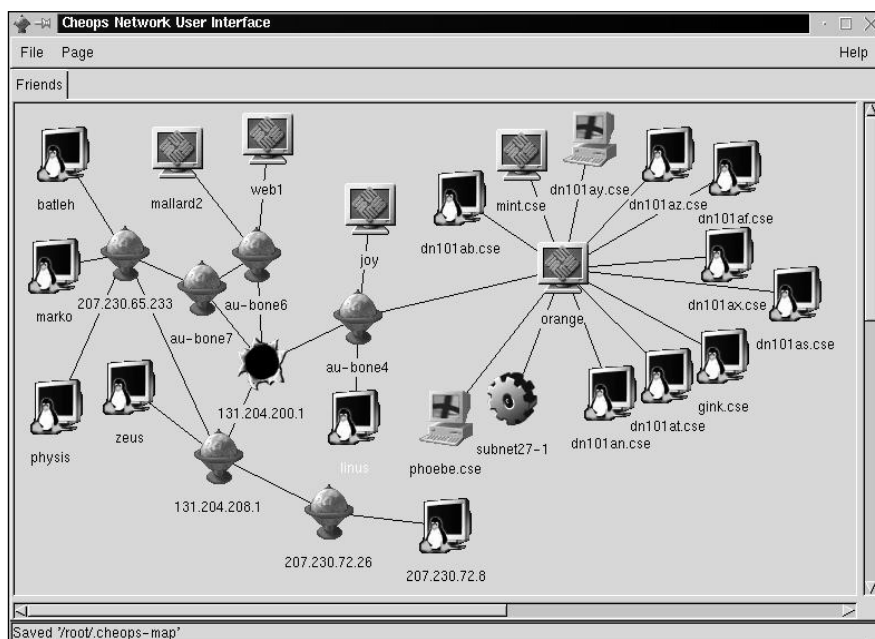 Cheops Network User Interface
File Page Help
Friends
batleh
mallard2
web1
joy
dn101ab.cse
mint.cse
dn101ay.cse
dn101az.cse
dn101af.cse
marko
207.230.65.233
au-bone7
au-bone6
orange
dn101ax.cse
dn101as.cse
physis
zeus
131.204.200.1
au-bone4
linus
phoebe.cse
subnet27-1
dn101an.cse
dn101at.cse
gink.cse
131.204.208.1
207.230.72.26
207.230.72.8
Saved '/root/.cheops-map'